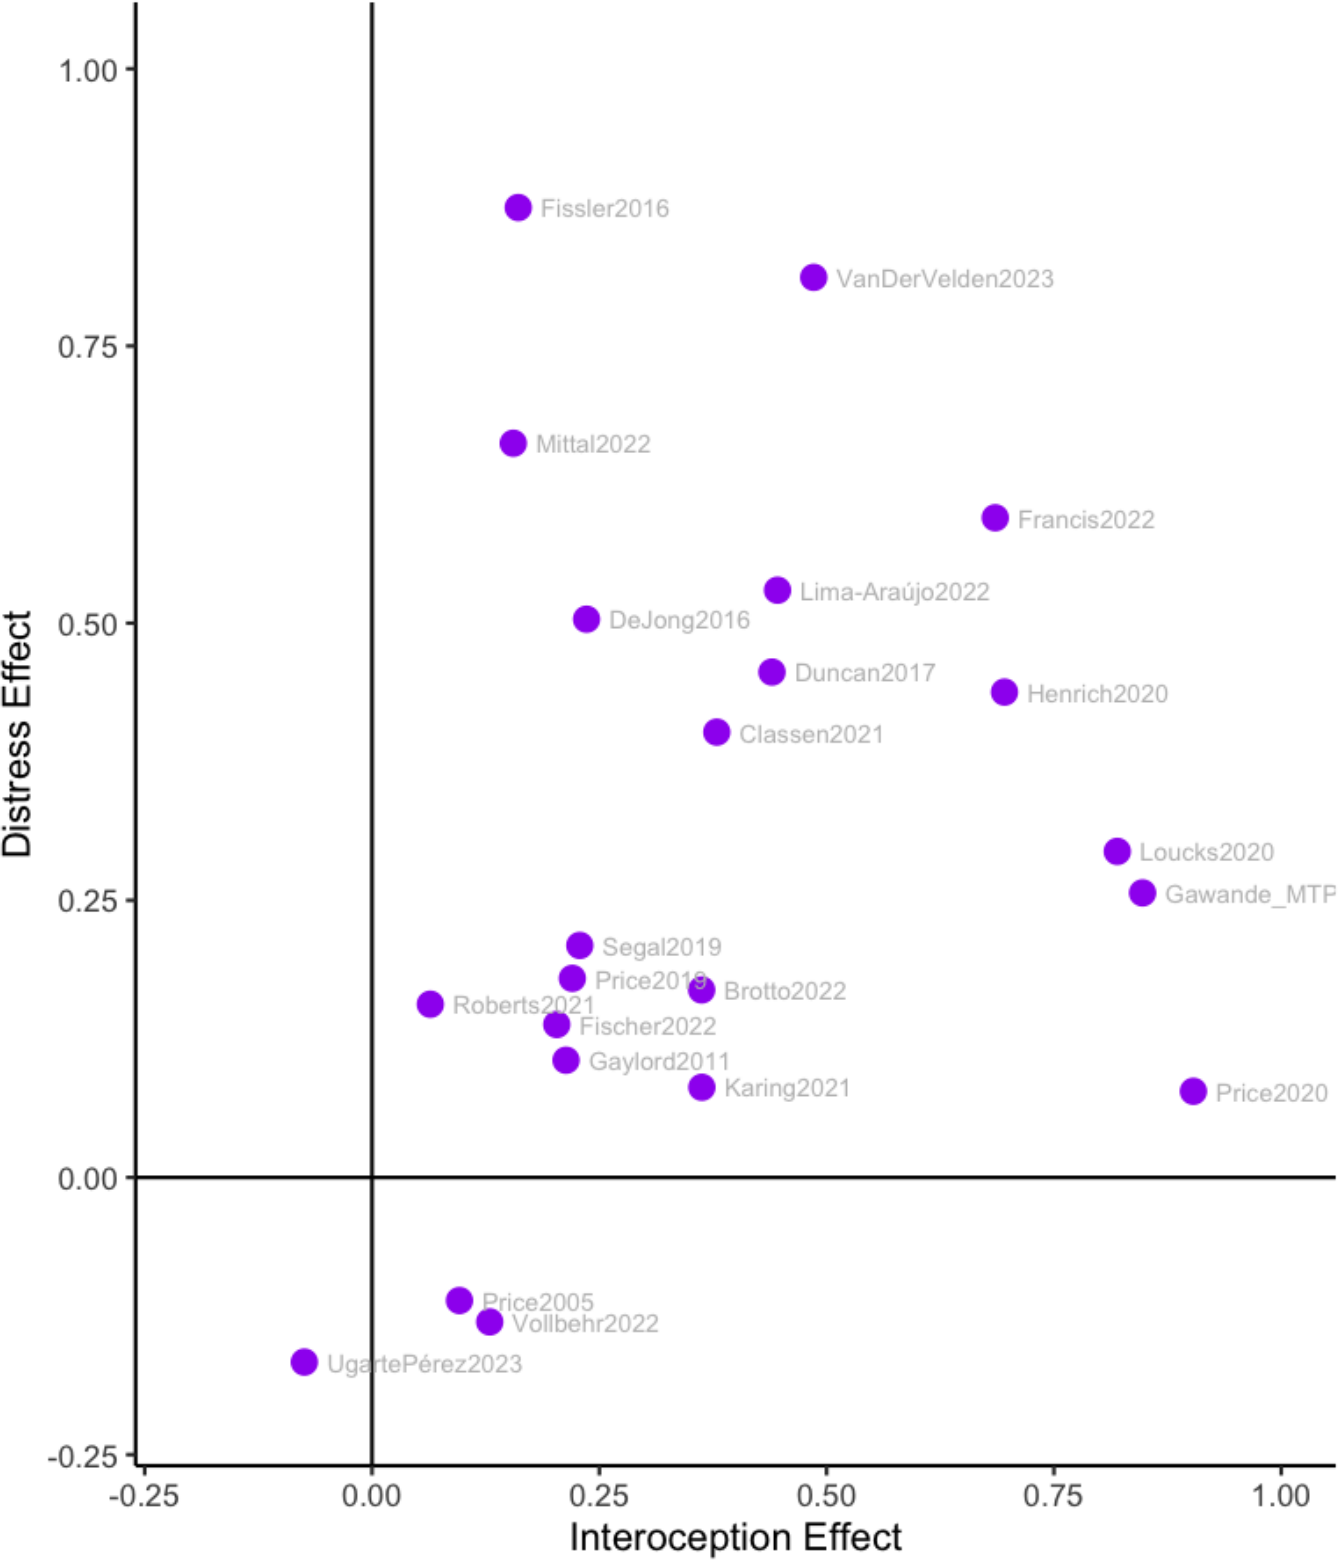 1.00
Fissler2016
VanDerVelden2023
0.75
Mittal2022
Francis2022
Lima-Araújo2022
0.50
DeJong2016
Duncan2017
Henrich2020
Classen2021
Distress Effect
Loucks2020
0.25
Gawande_MTP
Segal2019
Price2019
Brotto2022
Roberts2021
Fischer2022
Gaylord2011
Karing2021
Price2020
0.00
Price2005
Vollbehr2022
UgartePérez2023
-0.25
-0.25 0.00 0.25 0.50 0.75 1.00
Interoception Effect